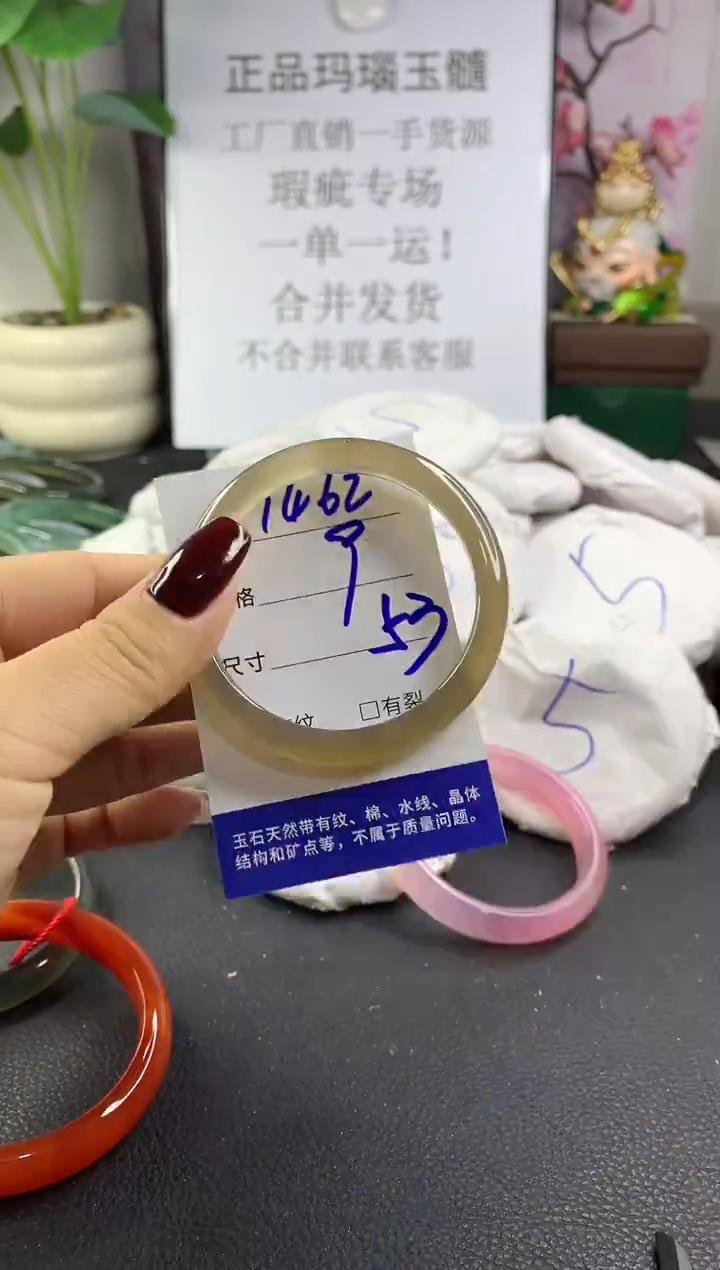 正品玛瑙玉髓
工厂直销一手货源
瑕疵专场
一单一运！
合并发货
不合并联系客服
1462
格
9
尺寸 53
纹 □有裂
玉石天然带有纹、棉、水线、晶体
结构和矿点等，不属于质量问题。
5
5
5